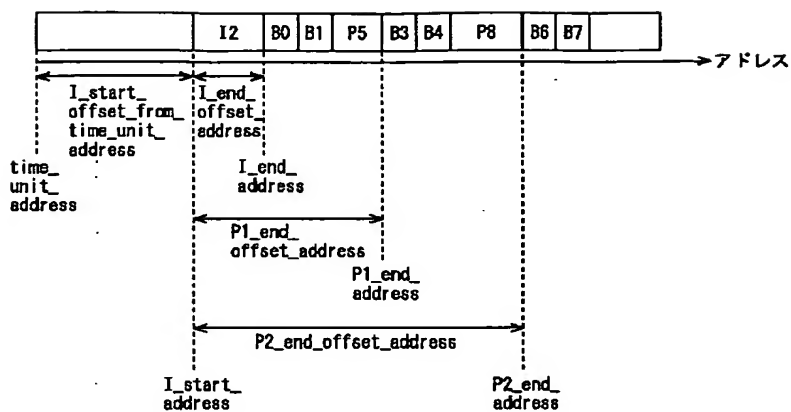 I2 B0 B1 P5 B3 B4 P8 B6 B7
アドレス
I_start_
offset_from_
time_unit_
address
I_end_
offset_
address
time_
unit_
address
I_end_
address
P1_end_
offset_address
P1_end_
address
P2_end_offset_address
I_start_
address
P2_end_
address